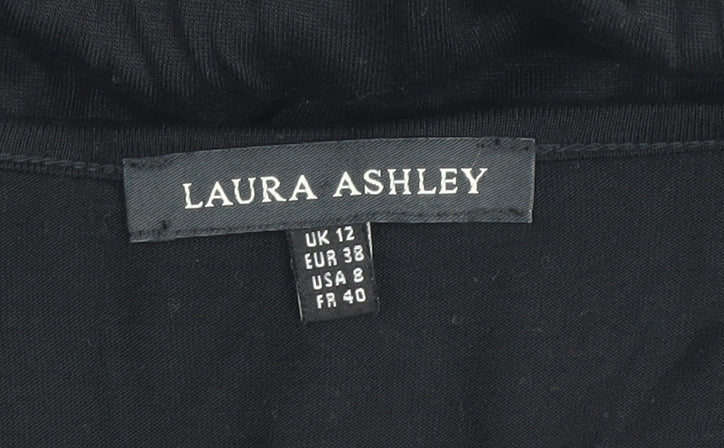 LAURA ASHLEY
UK 12
EUR 38
USA 8
FR 40